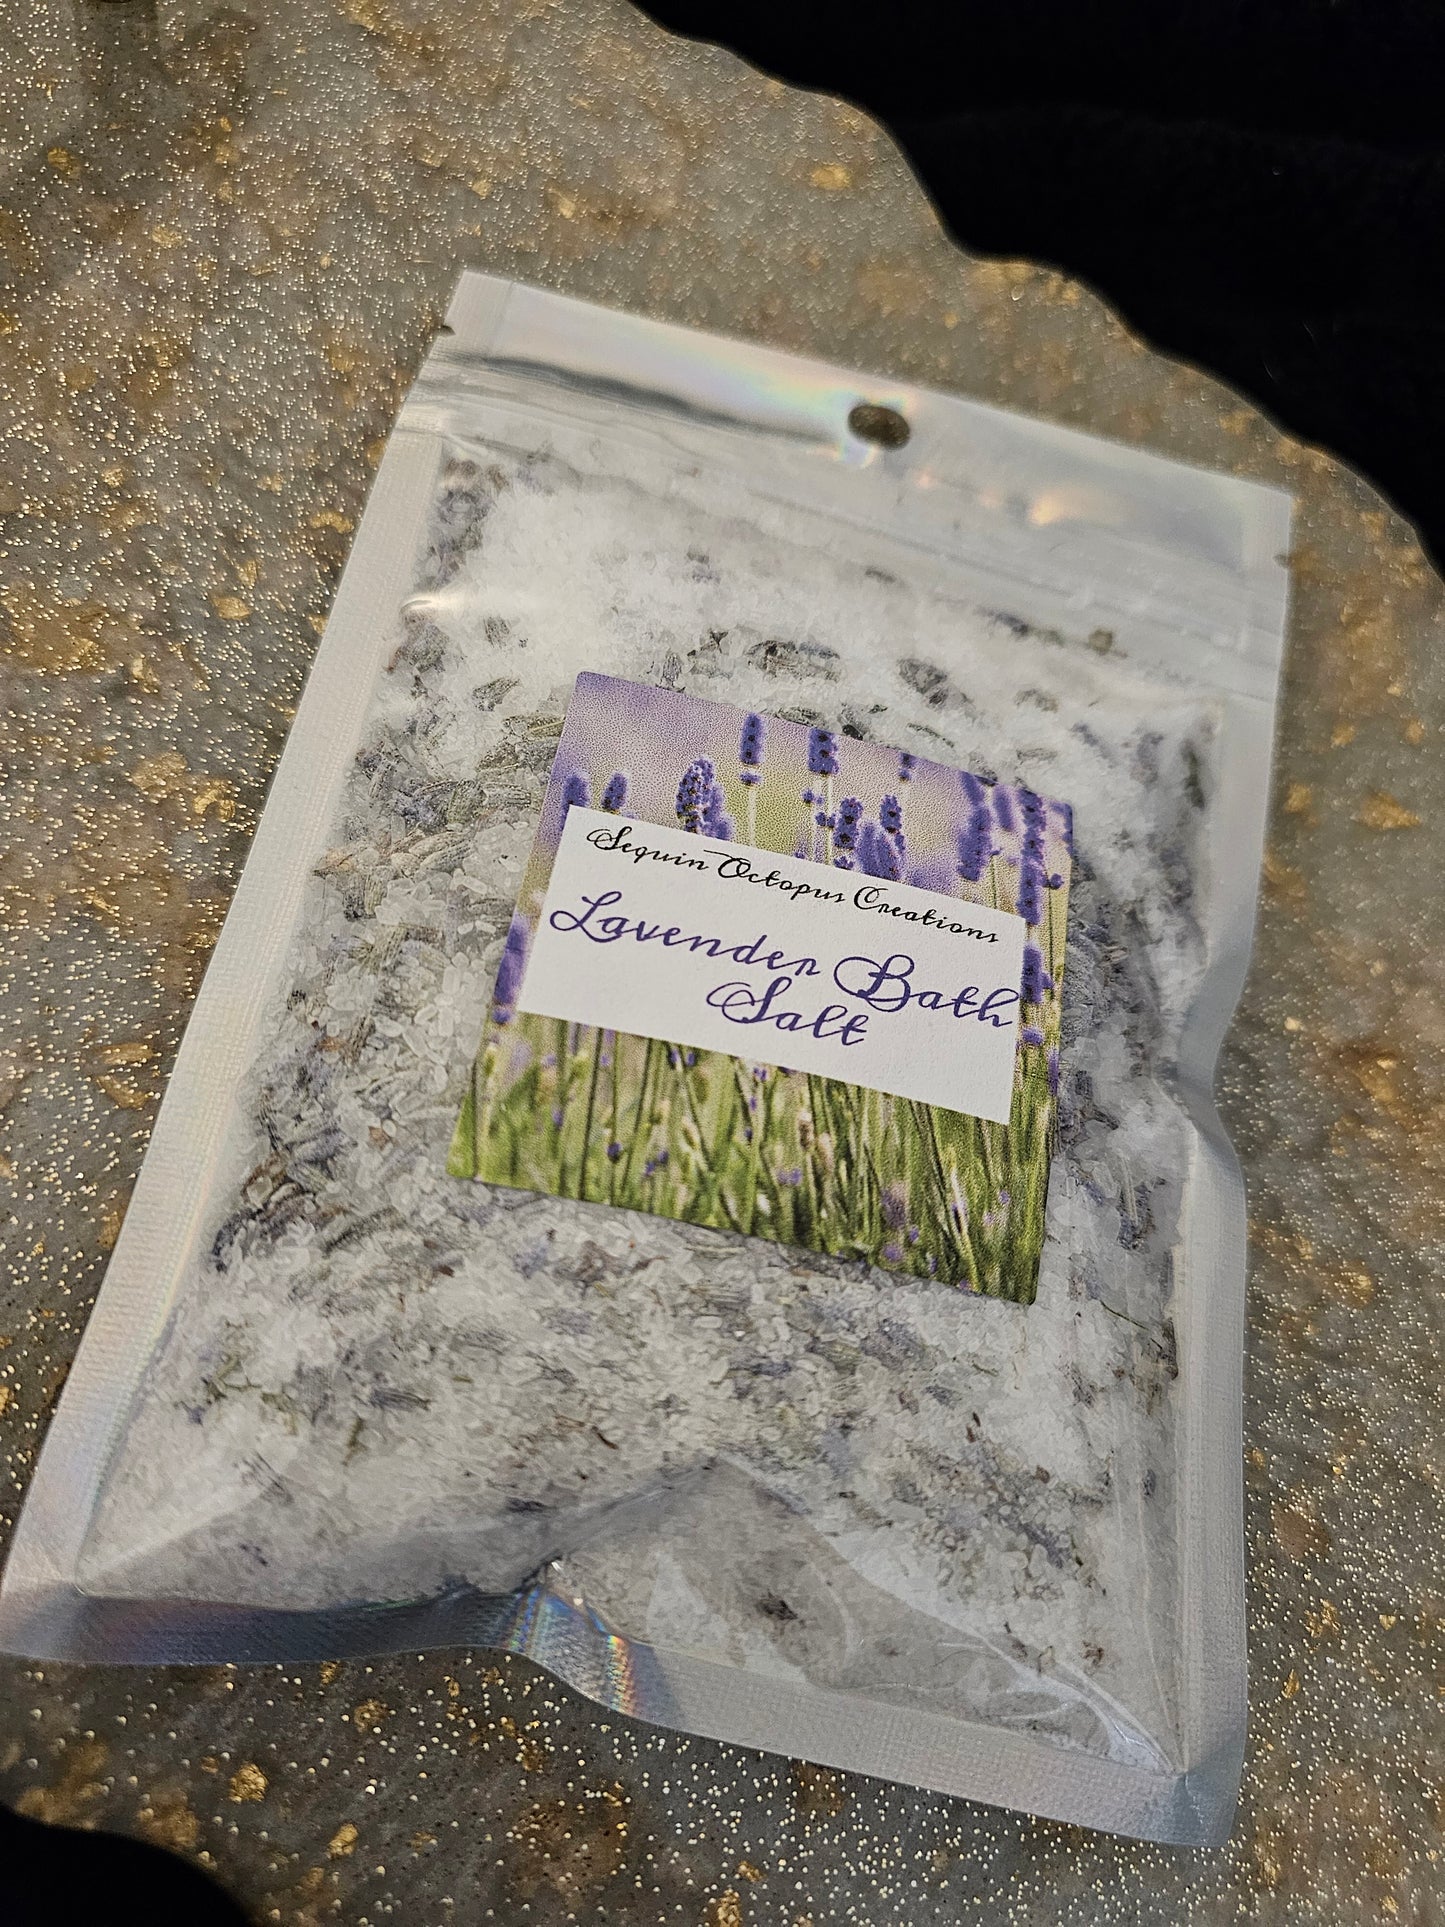 Sequin Octopus Creations
Lavender Bath
Salt